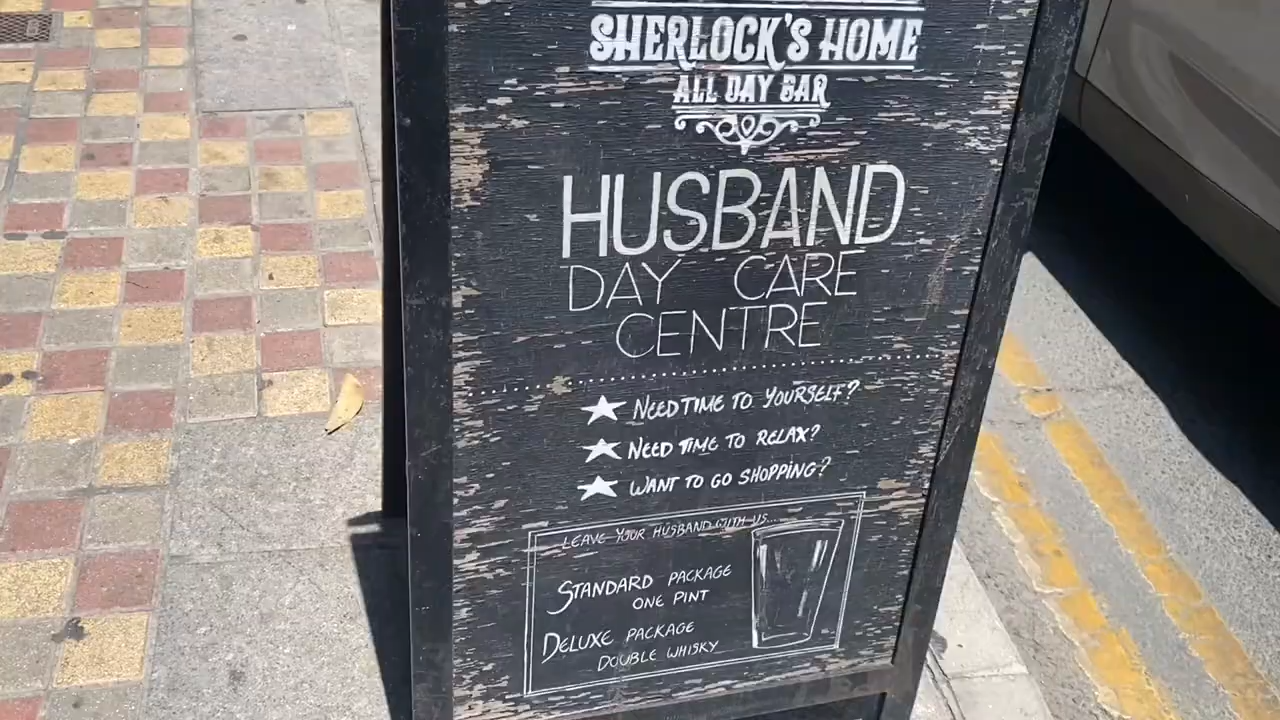 SHERLOCK'S HOME
ALL DAY BAR
HUSBAND
DAY CARE
CENTRE
NEED TIME TO YOURSELF?
NEED TIME TO RELAX?
WANT TO GO SHOPPING?
LEAVE YOUR HUSBAND WITH US...
STANDARD PACKAGE
ONE PINT
DELUXE PACKAGE
DOUBLE WHISKY